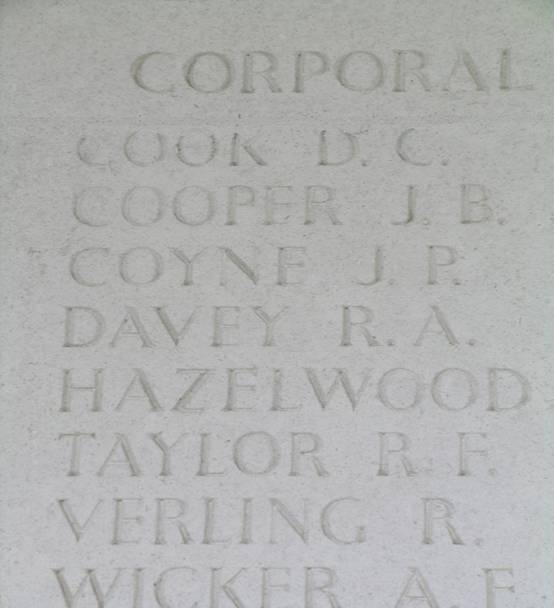 CORPORAL
COOK D. C.
COOPER J. B.
COYNE J. P.
DAVEY R. A.
HAZELWOOD
TAYLOR R. F.
VERLING R.
WICKER A. F.